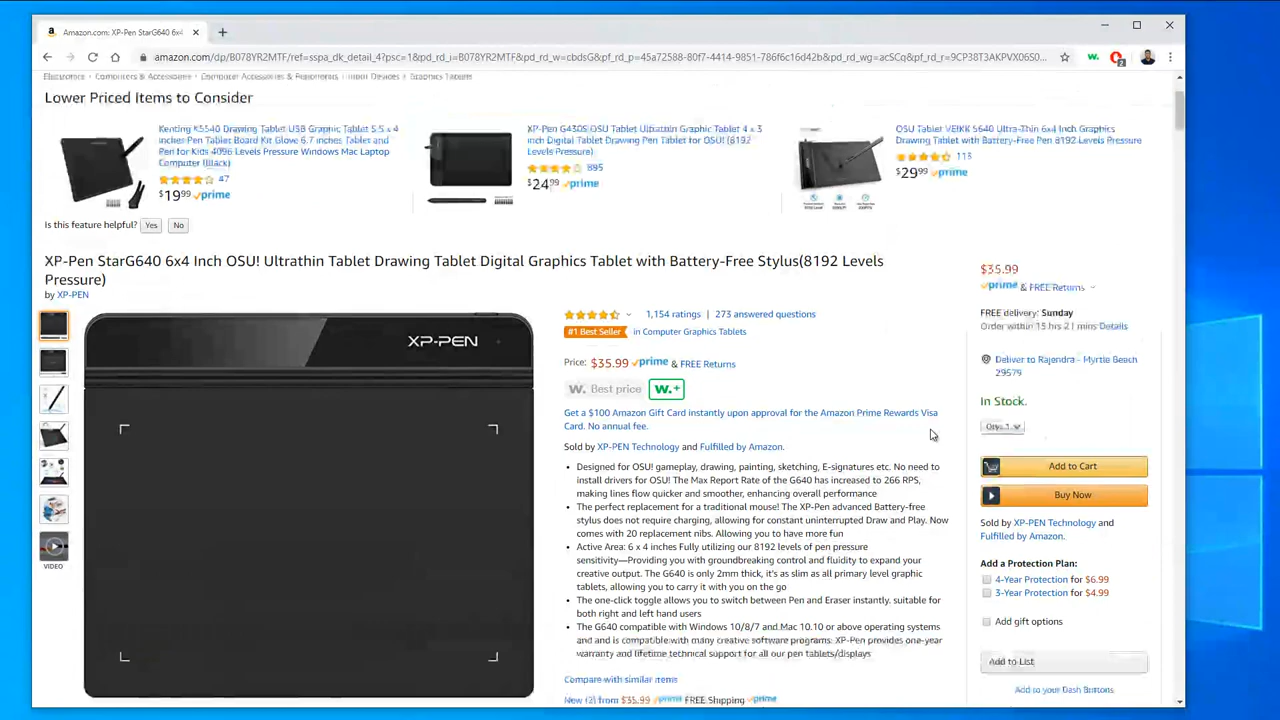 Amazon.com: XP-Pen StarG640 6x4
amazon.com/dp/B078YR2MTF/ref=sspa_dk_detail_4?psc=1&pd_rd_i=B078YR2MTF&pd_rd_w=cbdsG&pf_rd_p=45a72588-80f7-4414-9851-786f6c16d2b5&pd_rd_wg=acSCq&pf_rd_r=9CP38T3AKPVX06S0...
2
Electronics › Computers & Accessories › Computer Accessories & Peripherals › Input Devices › Graphics Tablets
Lower Priced Items to Consider
Kenting K5540 Drawing Tablet USB Graphic Tablet 5.5 x 4
inches Pen Tablet Board Kit Glove 6.7 inches Tablet and
Pen for Kids 4096 Levels Pressure Windows Mac Laptop
Computer (Black)
47
$19.99 prime
XP-Pen G430S OSU Tablet Ultrathin Graphic Tablet 4 x 3
inch Digital Tablet Drawing Pen Tablet for OSU! (8192
Levels Pressure)
895
$24.99 prime
OSU Tablet VEIKK S640 Ultra-Thin 6x4 Inch Graphics
Drawing Tablet with Battery-Free Pen 8192 Levels Pressure
113
$29.99 prime
Is this feature helpful? Yes No
XP-Pen StarG640 6x4 Inch OSU! Ultrathin Tablet Drawing Tablet Digital Graphics Tablet with Battery-Free Stylus(8192 Levels
Pressure)
by XP-PEN
XP-PEN
VIDEO
1,154 ratings | 273 answered questions
#1 Best Seller in Computer Graphics Tablets
Price: $35.99 prime & FREE Returns
w. Best price w.+
Get a $100 Amazon Gift Card instantly upon approval for the Amazon Prime Rewards Visa
Card. No annual fee.
Sold by XP-PEN Technology and Fulfilled by Amazon.
• Designed for OSU! gameplay, drawing, painting, sketching, E-signatures etc. No need to
install drivers for OSU! The Max Report Rate of the G640 has increased to 266 RPS,
making lines flow quicker and smoother, enhancing overall performance
• The perfect replacement for a traditional mouse! The XP-Pen advanced Battery-free
stylus does not require charging, allowing for constant uninterrupted Draw and Play. Now
comes with 20 replacement nibs. Allowing you to have more fun
• Active Area: 6 x 4 inches Fully utilizing our 8192 levels of pen pressure
sensitivity—Providing you with groundbreaking control and fluidity to expand your
creative output. The G640 is only 2mm thick, it's as slim as all primary level graphic
tablets, allowing you to carry it with you on the go
• The one-click toggle allows you to switch between Pen and Eraser instantly. suitable for
both right and left hand users
• The G640 compatible with Windows 10/8/7 and Mac 10.10 or above operating systems
and and is compatible with many creative software programs. XP-Pen provides one-year
warranty and lifetime technical support for all our pen tablets/displays
Compare with similar items
New (2) from $35.99 prime FREE Shipping prime
$35.99
prime & FREE Returns
FREE delivery: Sunday
Order within 15 hrs 21 mins Details
Deliver to Rajendra - Myrtle Beach
29579
In Stock.
Qty: 1
Add to Cart
Buy Now
Sold by XP-PEN Technology and
Fulfilled by Amazon.
Add a Protection Plan:
4-Year Protection for $6.99
3-Year Protection for $4.99
Add gift options
Add to List
Add to your Dash Buttons